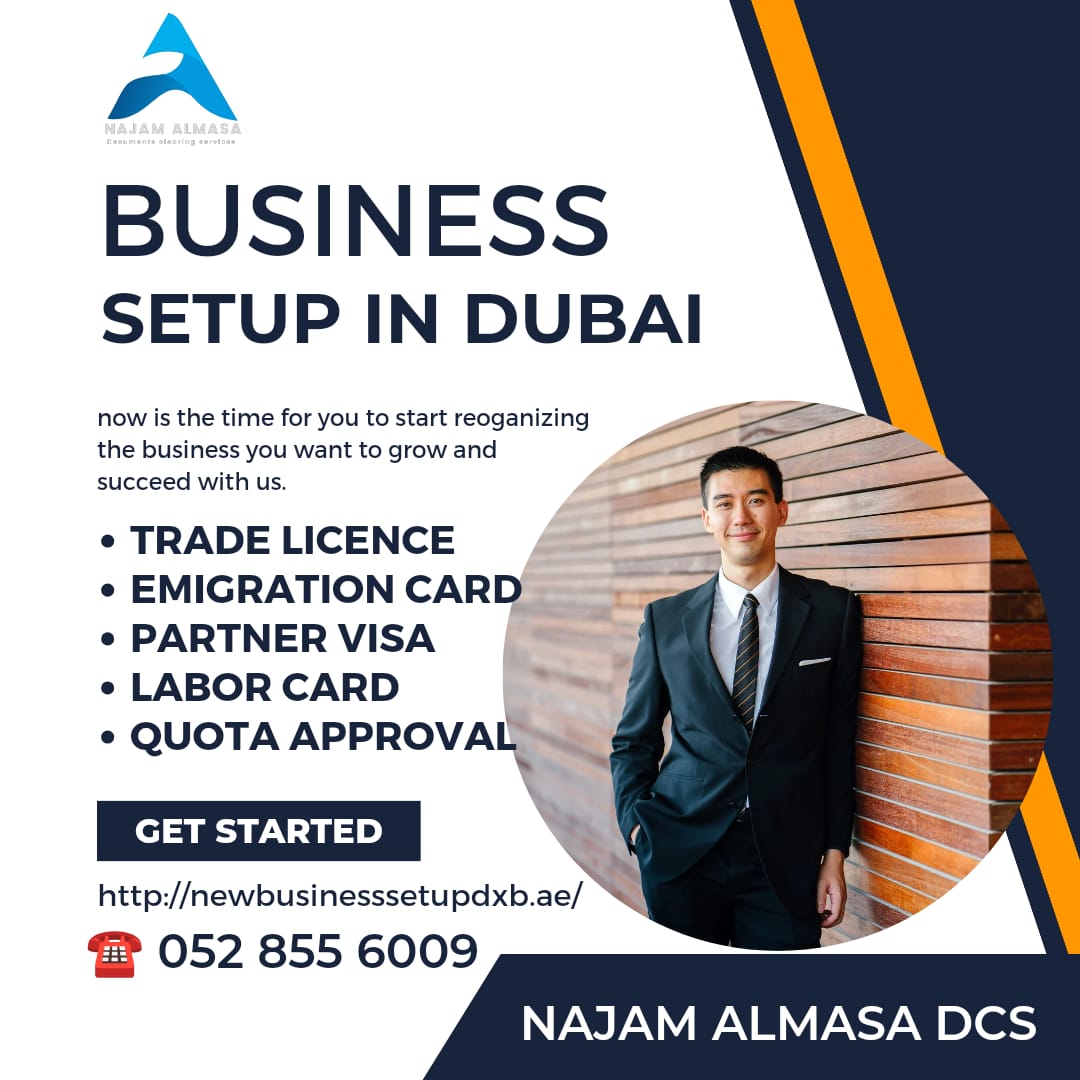 NAJAM ALMASA
Documents clearing services
BUSINESS
SETUP IN DUBAI
now is the time for you to start reoganizing
the business you want to grow and
succeed with us.
• TRADE LICENCE
• EMIGRATION CARD
• PARTNER VISA
• LABOR CARD
• QUOTA APPROVAL
GET STARTED
http://newbusinesssetupdxb.ae/
052 855 6009
NAJAM ALMASA DCS